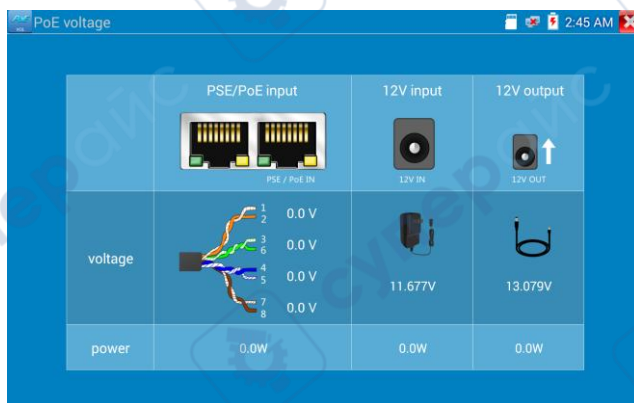 PoE voltage
2:45 AM
PSE/PoE input
12V input
12V output
PSE / PoE IN
12V IN
12V OUT
voltage
1
2
0.0 V
3
6
0.0 V
4
5
0.0 V
7
8
0.0 V
11.677V
13.079V
power
0.0W
0.0W
0.0W
суперайс